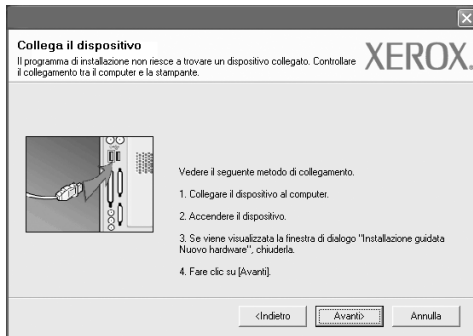 Collega il dispositivo
Il programma di installazione non riesce a trovare un dispositivo collegato. Controllare
il collegamento tra il computer e la stampante.
XEROX.
Vedere il seguente metodo di collegamento.
1. Collegare il dispositivo al computer.
2. Accendere il dispositivo.
3. Se viene visualizzata la finestra di dialogo "Installazione guidata
Nuovo hardware", chiuderla.
4. Fare clic su [Avanti].
<Indietro
Avanti>
Annulla